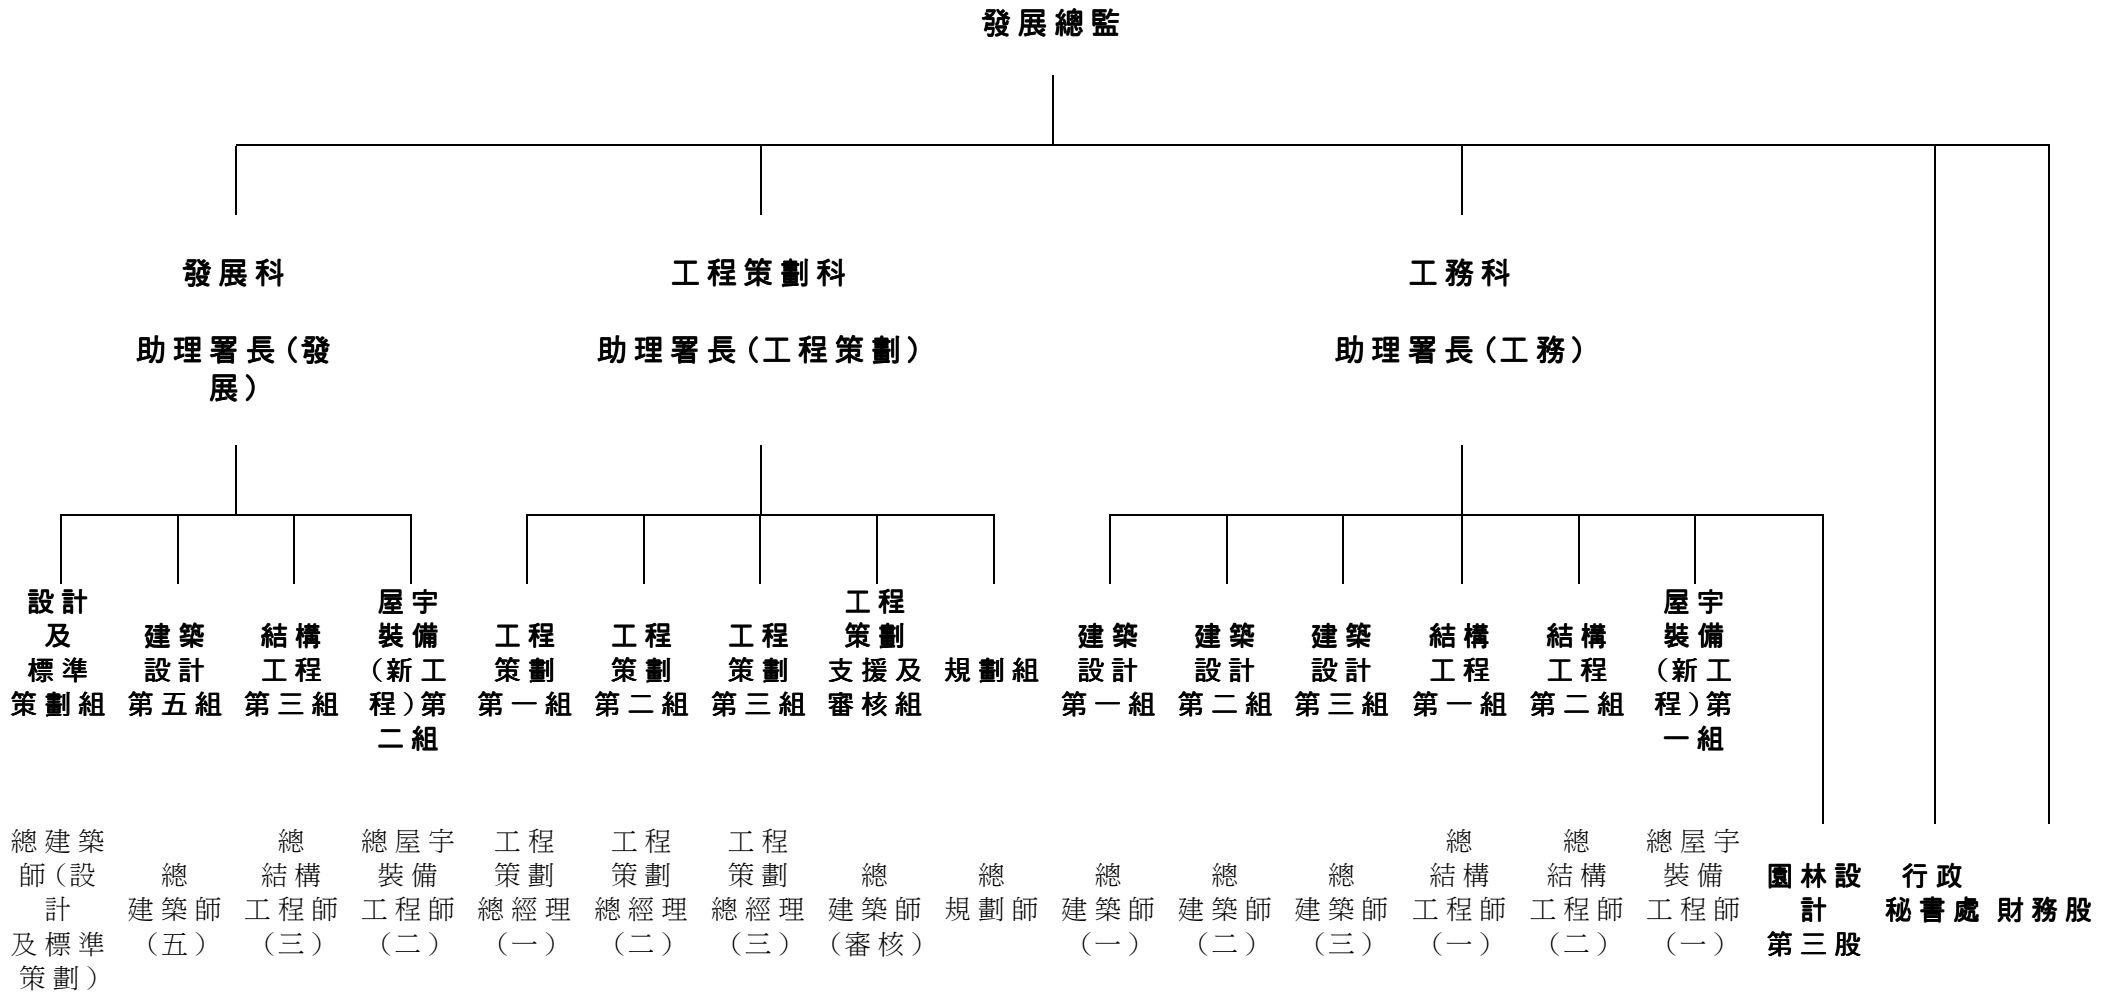 發展總監
發展科
助理署長(發
展)
工程策劃科
助理署長(工程策劃)
工務科
助理署長(工務)
設計
及
標準
策劃組
建築
設計
第五組
結構
工程
第三組
屋宇
裝備
(新工
程)第
二組
工程
策劃
第一組
工程
策劃
第二組
工程
策劃
第三組
工程
策劃
支援及
審核組
規劃組
建築
設計
第一組
建築
設計
第二組
建築
設計
第三組
結構
工程
第一組
結構
工程
第二組
屋宇
裝備
(新工
程)第
一組
總建築
師(設
計
及標準
策劃)
總
建築師
(五)
總
結構
工程師
(三)
總屋宇
裝備
工程師
(二)
工程
策劃
總經理
(一)
工程
策劃
總經理
(二)
工程
策劃
總經理
(三)
總
建築師
(審核)
總
規劃師
總
建築師
(一)
總
建築師
(二)
總
建築師
(三)
總
結構
工程師
(一)
總
結構
工程師
(二)
總屋宇
裝備
工程師
(一)
園林設
計
第三股
行政
秘書處
財務股